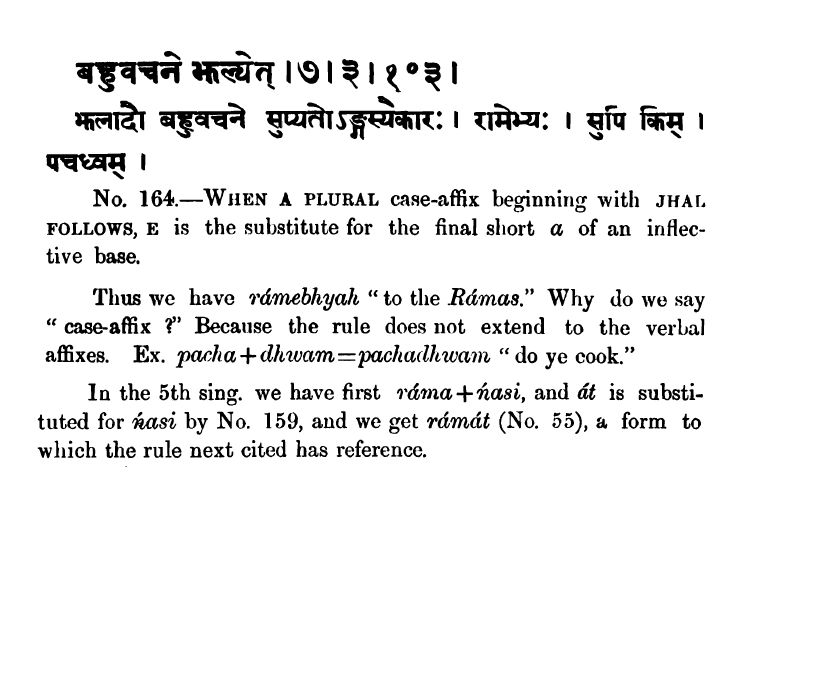 बहुवचने झल्येत् । ७ । ३ । १०३ ।
झलादौ बहुवचने सुप्यतोऽङ्गस्यैकारः । रामेभ्यः । सुपि किम् ।
पचध्वम् ।
No. 164.—WHEN A PLURAL case-affix beginning with JHAL
FOLLOWS, E is the substitute for the final short a of an inflec-
tive base.
Thus we have rámebhyah “to the Rámas.” Why do we say
“case-affix ?” Because the rule does not extend to the verbal
affixes. Ex. pacha+dhwam=pachadhwam “do ye cook.”
In the 5th sing. we have first ráma+ńasi, and át is substi-
tuted for ńasi by No. 159, and we get rámát (No. 55), a form to
which the rule next cited has reference.